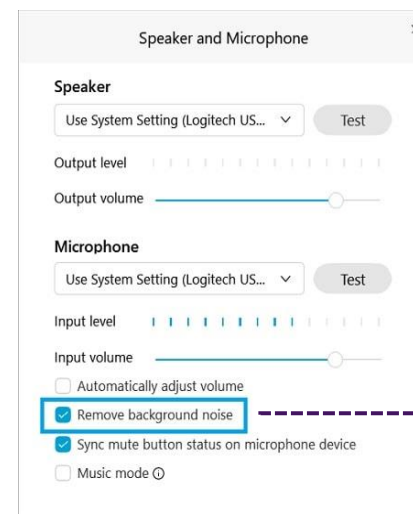 Speaker and Microphone
Speaker
Use System Setting (Logitech US...
Test
Output level
Output volume
Microphone
Use System Setting (Logitech US...
Test
Input level
Input volume
Automatically adjust volume
Remove background noise
Sync mute button status on microphone device
Music mode